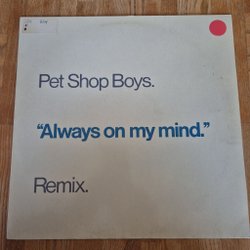 Pet Shop Boys.
“Always on my mind.”
Remix.